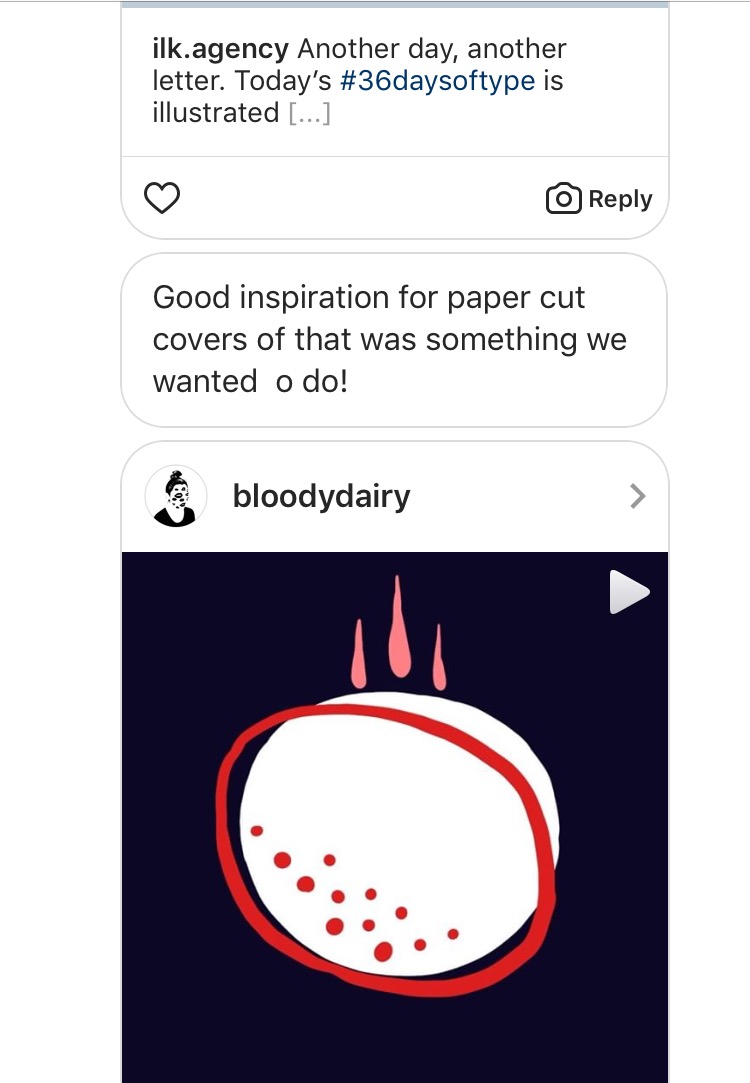 ilk.agency Another day, another
letter. Today’s #36daysoftype is
illustrated [...]
Reply
Good inspiration for paper cut
covers of that was something we
wanted  o do!
bloodydairy